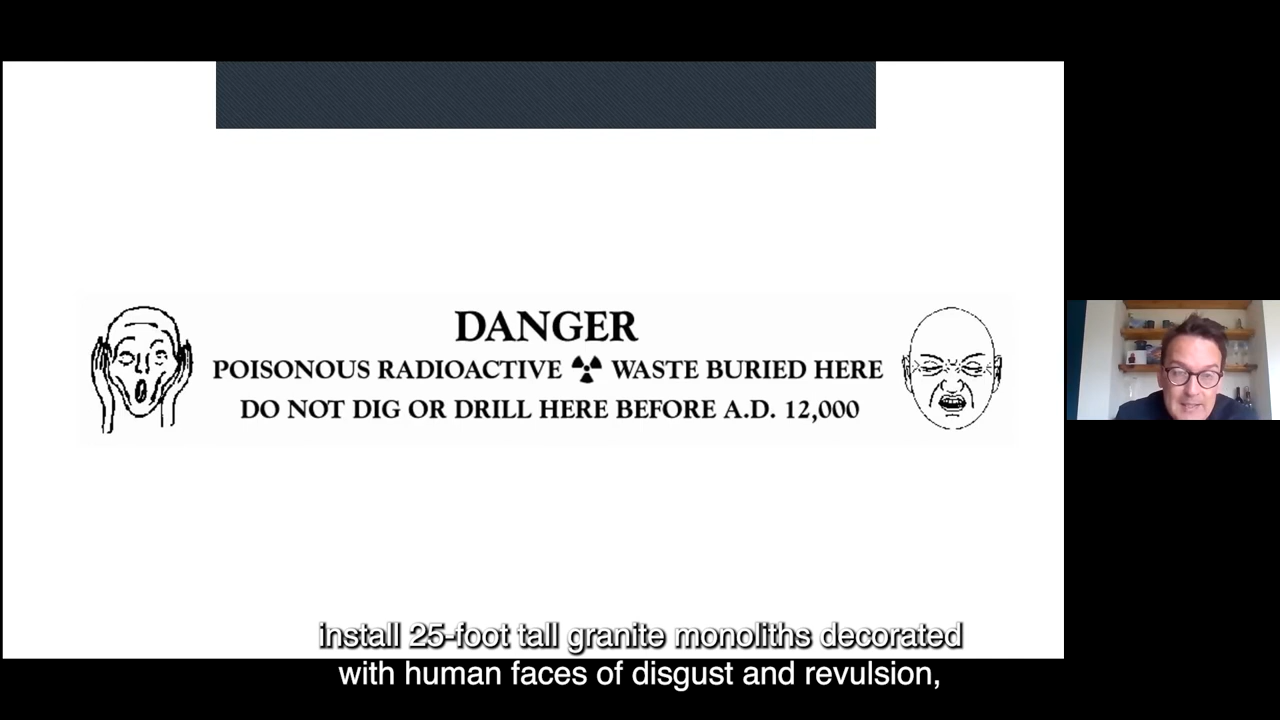 DANGER
POISONOUS RADIOACTIVE WASTE BURIED HERE
DO NOT DIG OR DRILL HERE BEFORE A.D. 12,000
install 25-foot tall granite monoliths decorated
with human faces of disgust and revulsion,